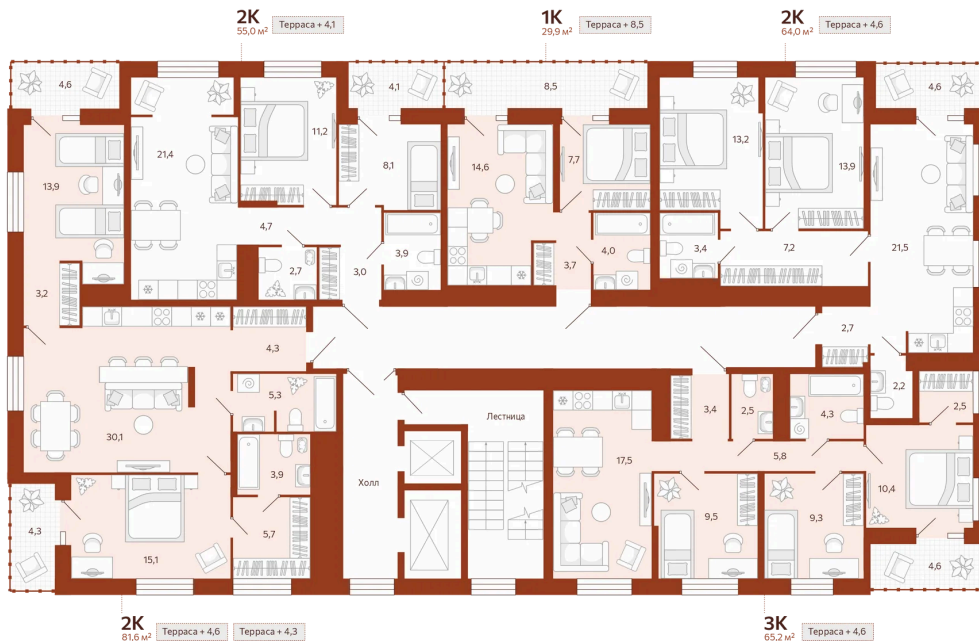 2К
55,0 м²
Терраса + 4,1
1К
29,9 м²
Терраса + 8,5
2К
64,0 м²
Терраса + 4,6
4,6
4,1
8,5
4,6
11,2
13,2
21,4
8,1
14,6
7,7
13,9
13,9
4,7
3,9
4,0
3,4
7,2
21,5
2,7
3,0
3,7
3,2
2,7
4,3
2,2
5,3
Лестница
3,4
2,5
4,3
2,5
30,1
17,5
5,8
3,9
Холл
10,4
4,3
5,7
9,5
9,3
15,1
4,6
2К
81,6 м²
Терраса + 4,6
Терраса + 4,3
3К
65,2 м²
Терраса + 4,6